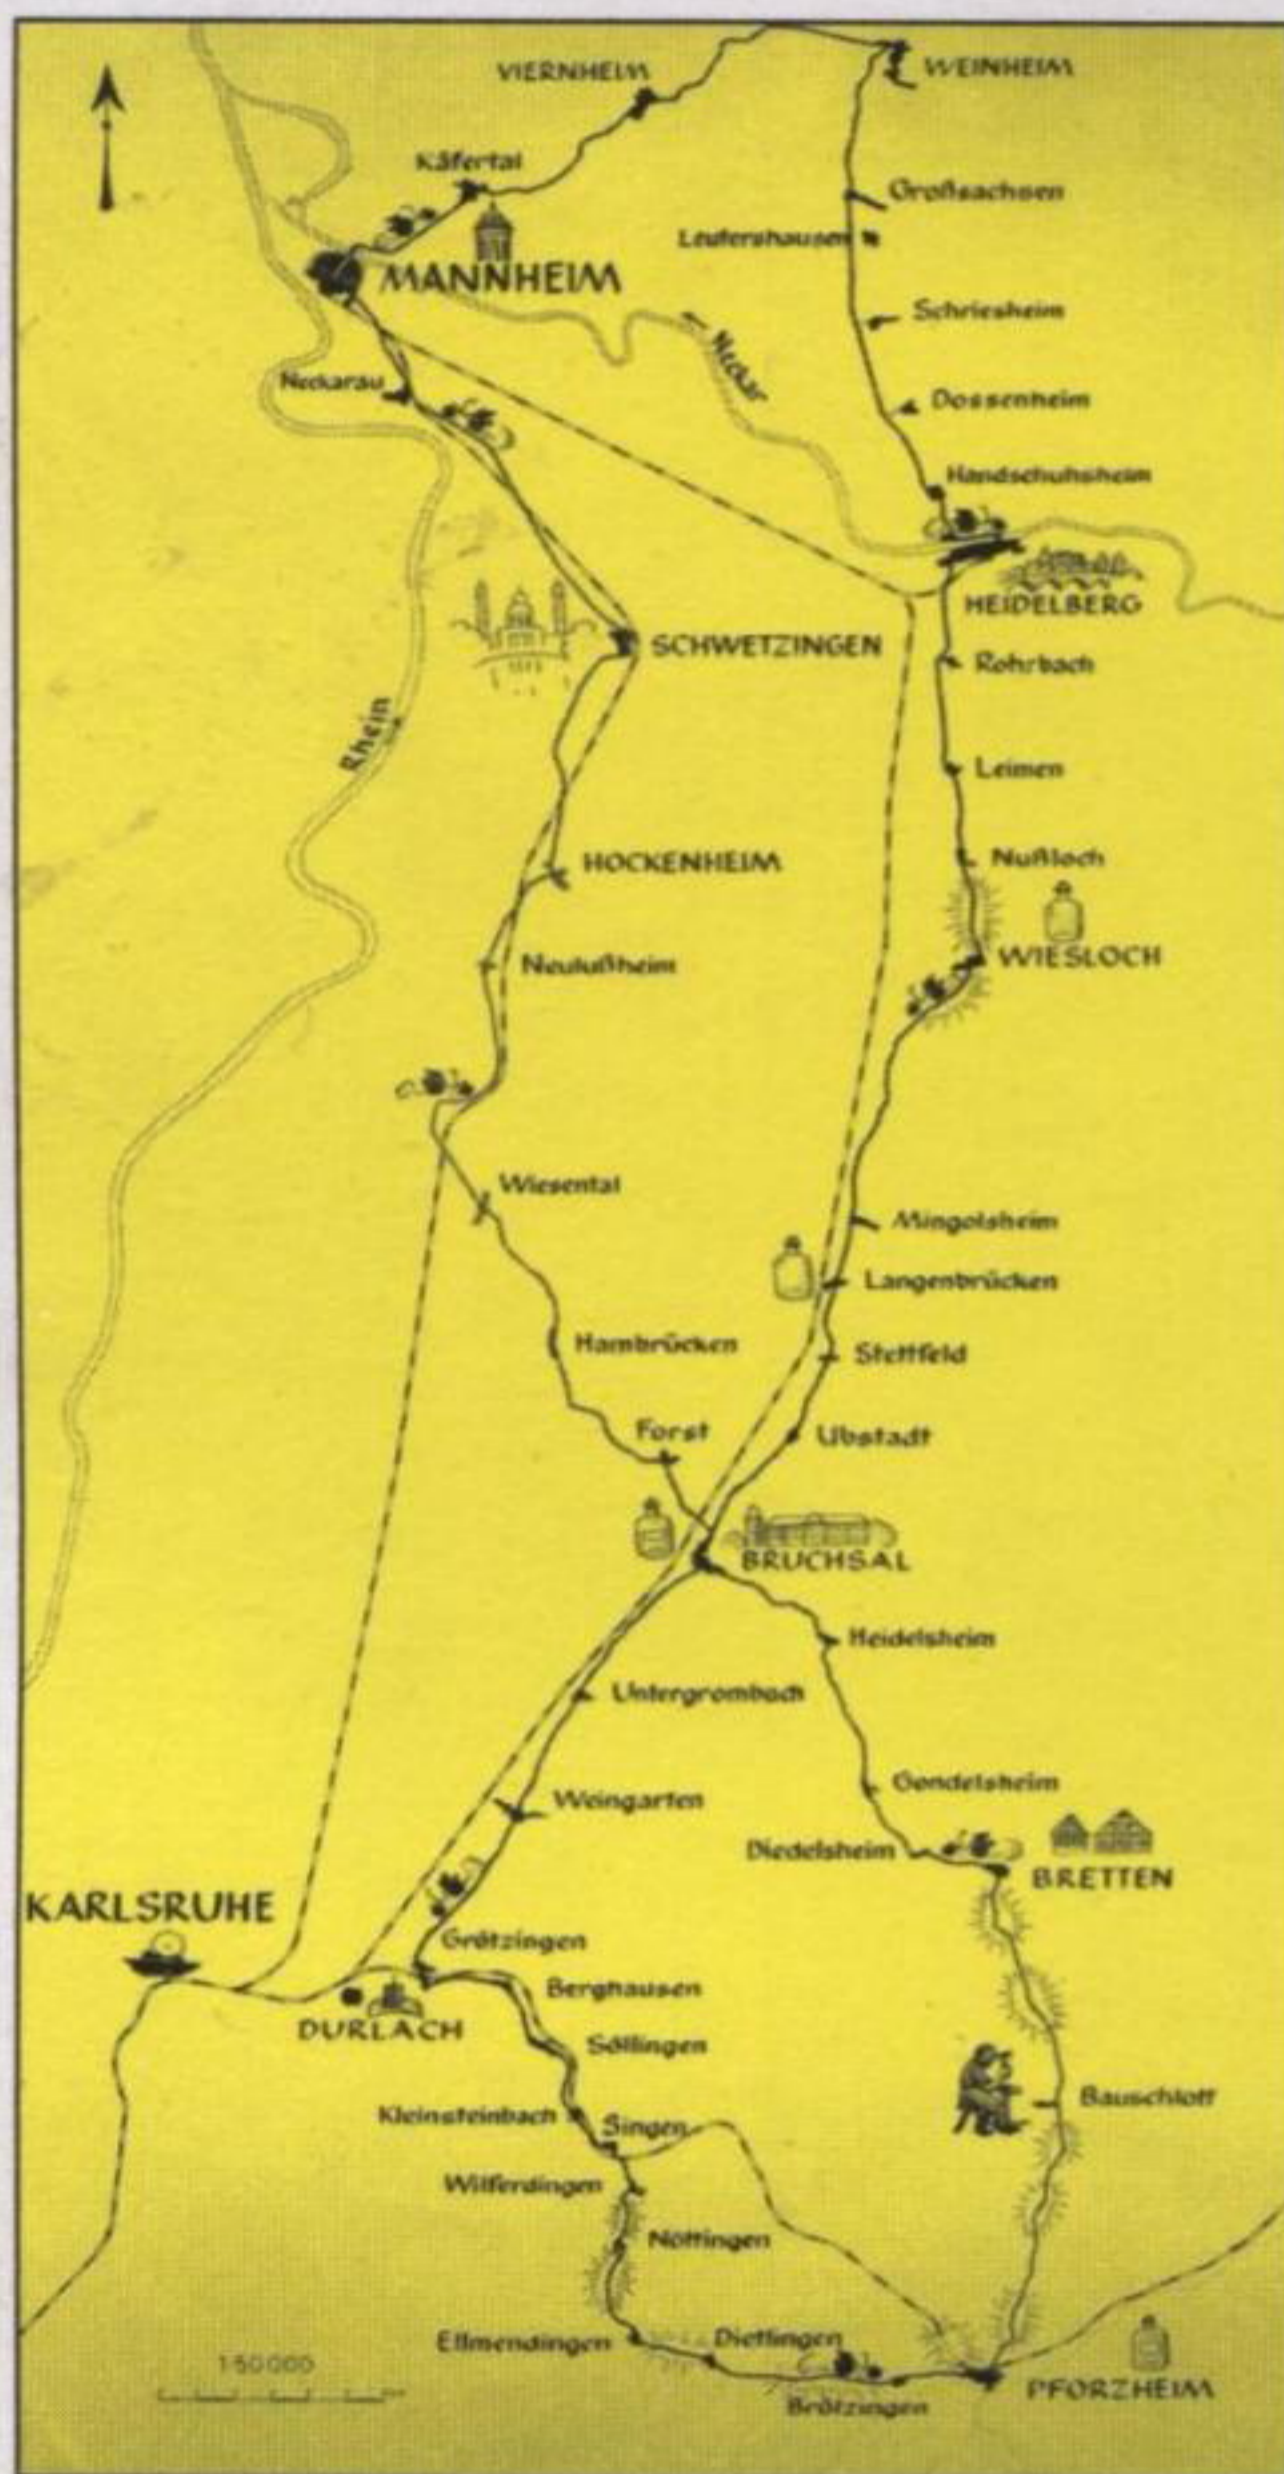 VIERNHEIM
WEINHEIM
Käfertal
Großsachsen
Leutershausen
MANNHEIM
Schriesheim
Neckar
Neckarau
Dossenheim
Handschuhsheim
HEIDELBERG
SCHWETZINGEN
Rohrbach
Rhein
Leimen
HOCKENHEIM
Nußloch
WIESLOCH
Neulußheim
Wiesental
Mingolsheim
Langenbrücken
Hambrücken
Stettfeld
Forst
Ubstadt
BRUCHSAL
Heidelsheim
Untergrombach
Gondelsheim
Weingarten
Diedelsheim
BRETTEN
KARLSRUHE
Grötzingen
Berghausen
DURLACH
Söllingen
Bauschlott
Kleinsteinbach
Singen
Wilferdingen
Nöttingen
Ellmendingen
Dietlingen
1:50000
PFORZHEIM
Brötzingen